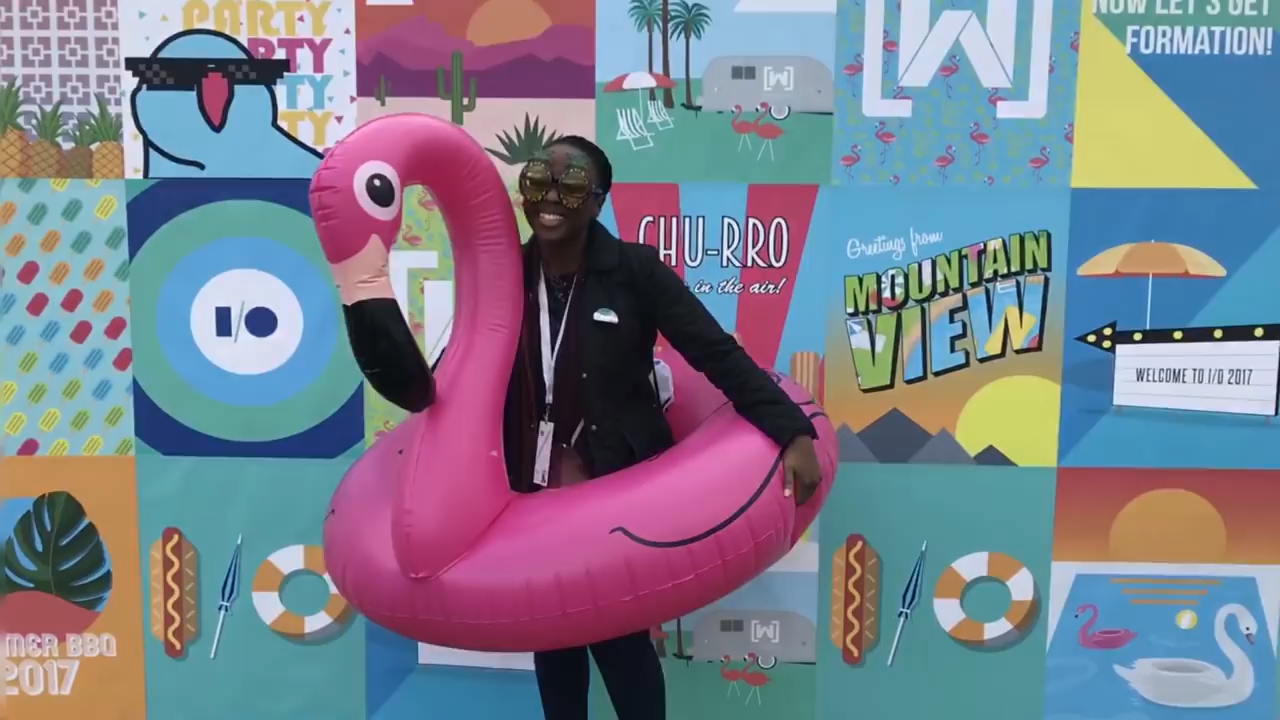 PARTY
RTY
TY
TY
[W]
[W]
NOW LET'S GET
FORMATION!
I/O
CHU-RRO
in the air!
Greetings from
MOUNTAIN
VIEW
WELCOME TO I/O 2017
MER BBQ
2017
[W]